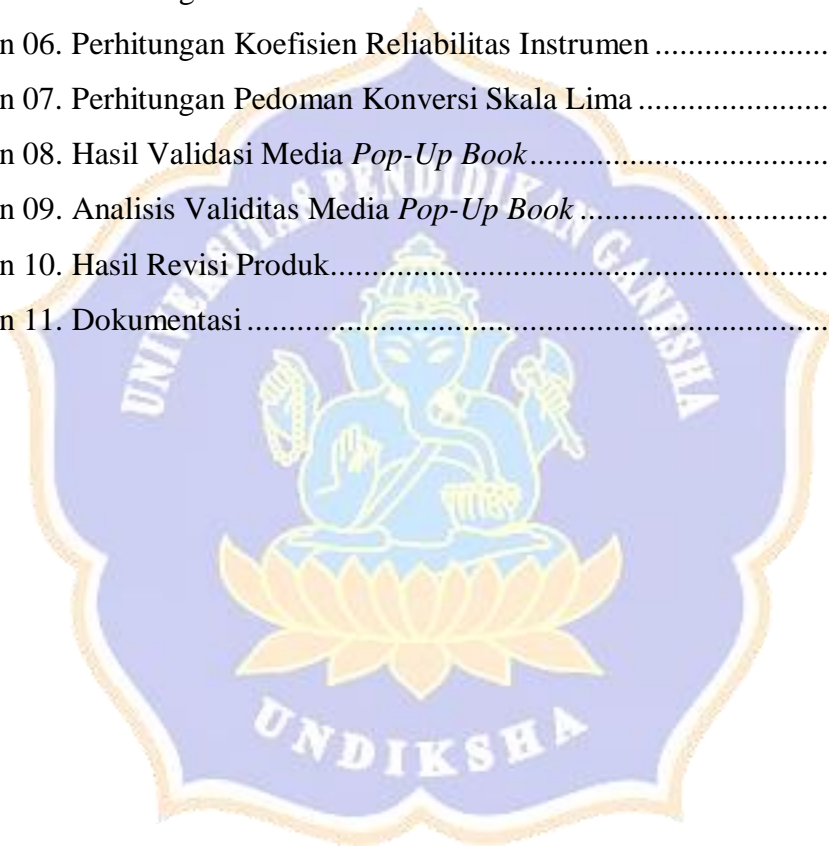 n 06. Perhitungan Koefisien Reliabilitas Instrumen .....................
n 07. Perhitungan Pedoman Konversi Skala Lima .......................
n 08. Hasil Validasi Media Pop-Up Book.....................................
n 09. Analisis Validitas Media Pop-Up Book ...............................
n 10. Hasil Revisi Produk..............................................................
n 11. Dokumentasi ........................................................................
UNIVERSITAS PENDIDIKAN GANESHA
UNDIKSHA